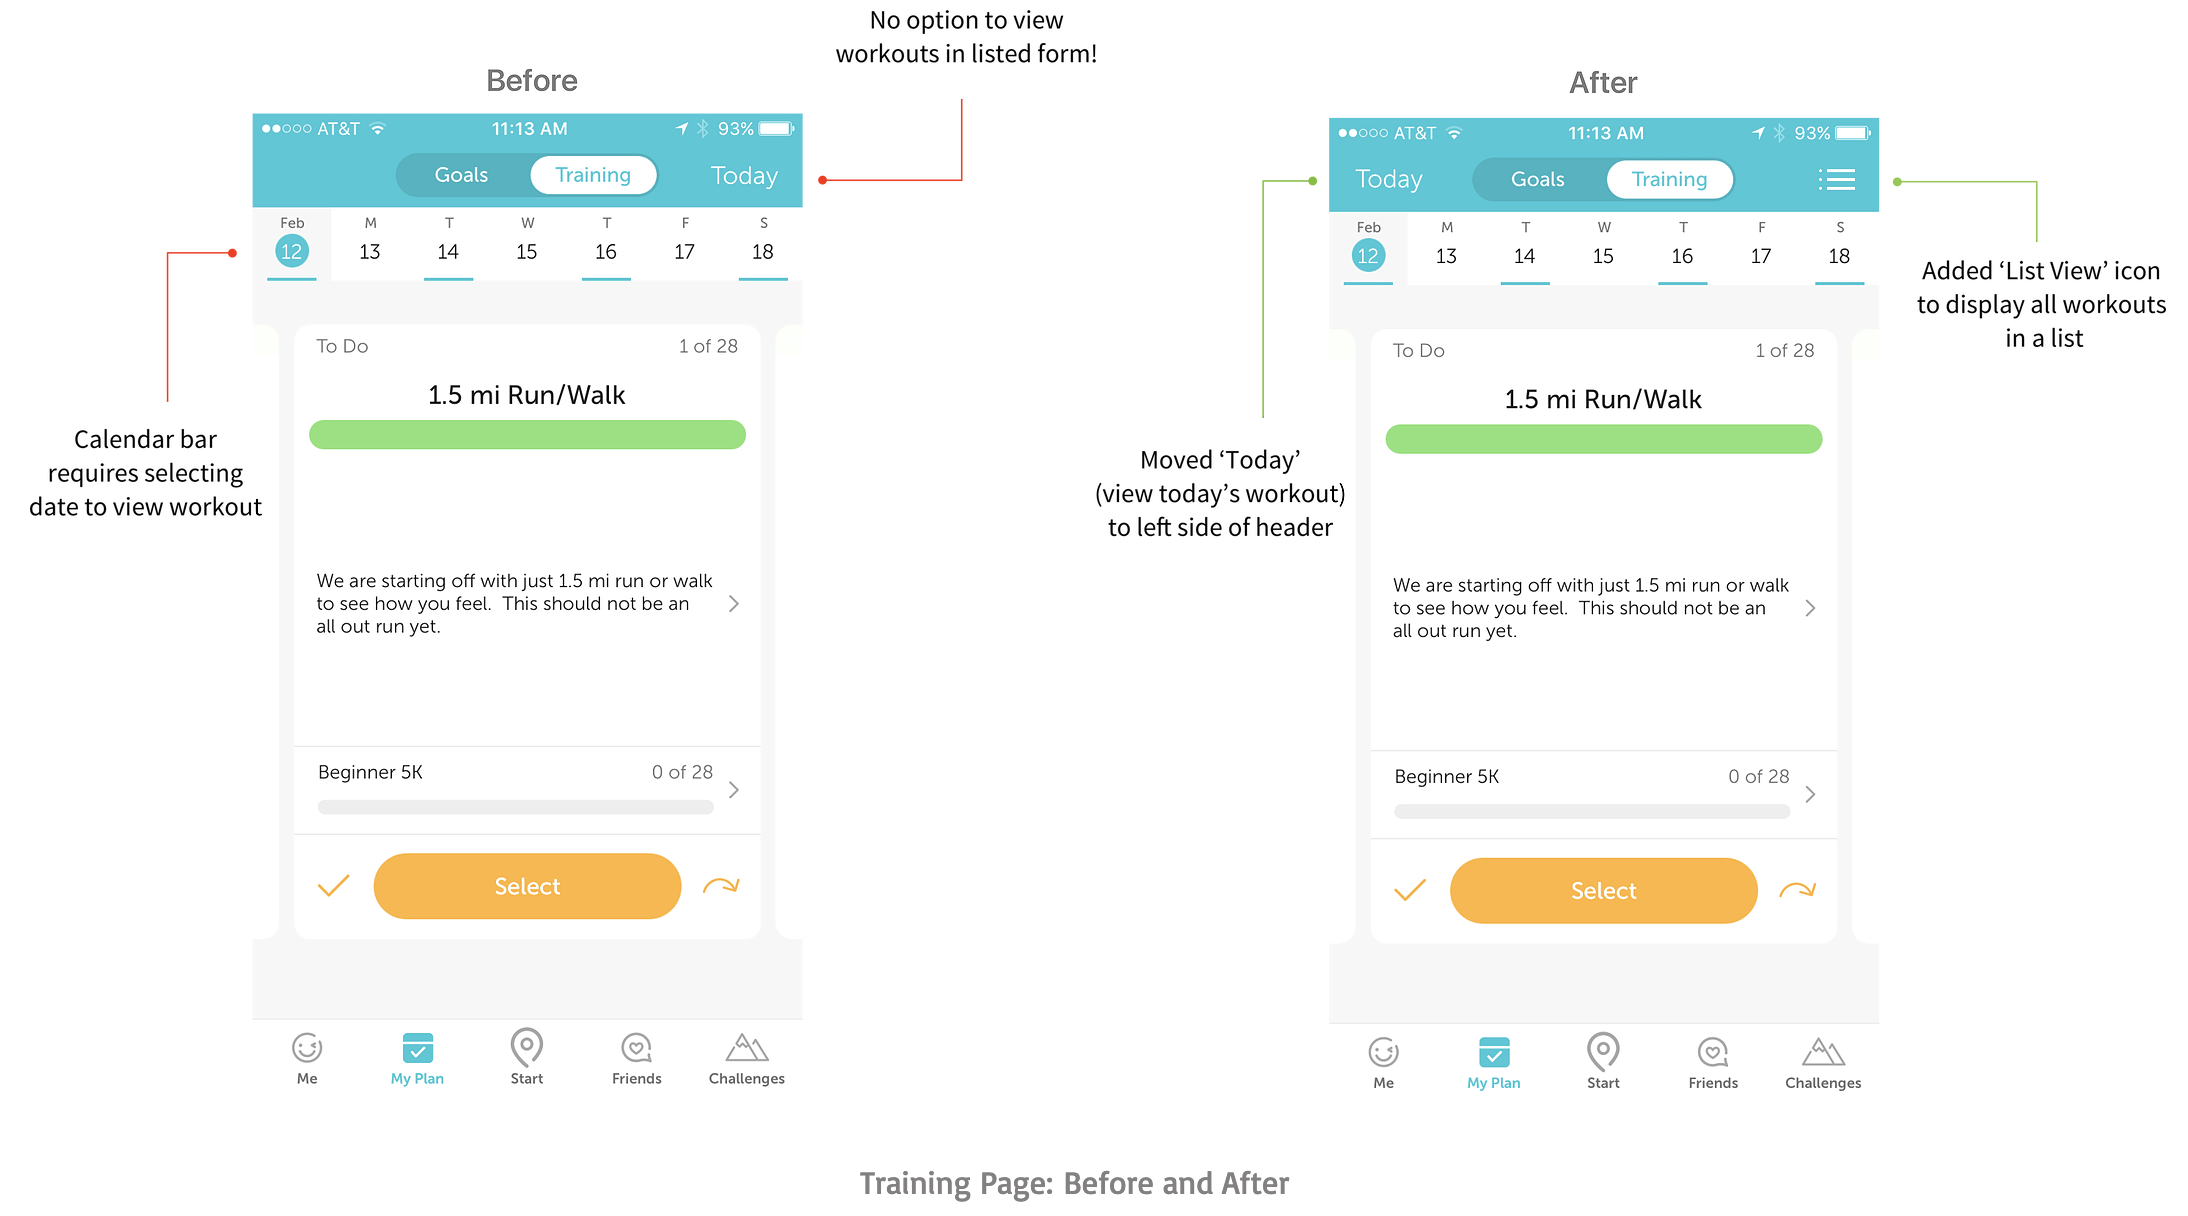 No option to view
workouts in listed form!
Before
AT&T 11:13 AM 93%
Goals Training Today
Feb M T W T F S
12 13 14 15 16 17 18
Calendar bar
requires selecting
date to view workout
To Do 1 of 28
1.5 mi Run/Walk
We are starting off with just 1.5 mi run or walk
to see how you feel.  This should not be an
all out run yet.
Beginner 5K 0 of 28
Select
Me My Plan Start Friends Challenges
After
AT&T 11:13 AM 93%
Today Goals Training
Feb M T W T F S
12 13 14 15 16 17 18
Added ‘List View’ icon
to display all workouts
in a list
Moved ‘Today’
(view today’s workout)
to left side of header
To Do 1 of 28
1.5 mi Run/Walk
We are starting off with just 1.5 mi run or walk
to see how you feel.  This should not be an
all out run yet.
Beginner 5K 0 of 28
Select
Me My Plan Start Friends Challenges
Training Page: Before and After